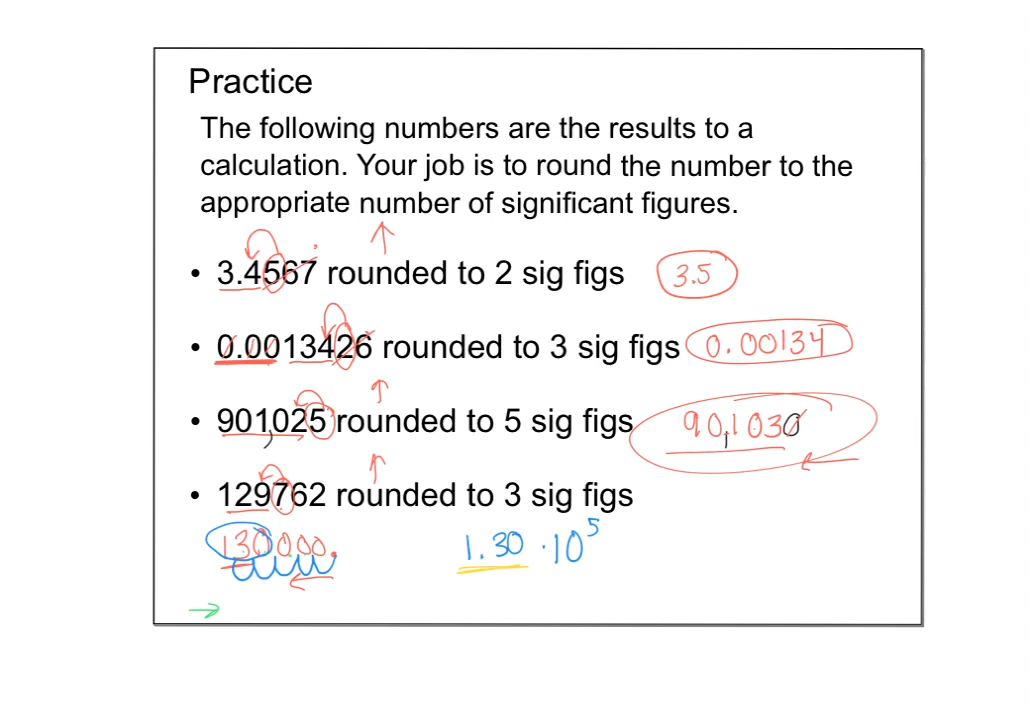 Practice
The following numbers are the results to a
calculation. Your job is to round the number to the
appropriate number of significant figures.
• 3.4567 rounded to 2 sig figs 3.5
• 0.0013426 rounded to 3 sig figs 0.00134
• 901,025 rounded to 5 sig figs 90,1030
• 129762 rounded to 3 sig figs
130000. 1.30 · 10⁵